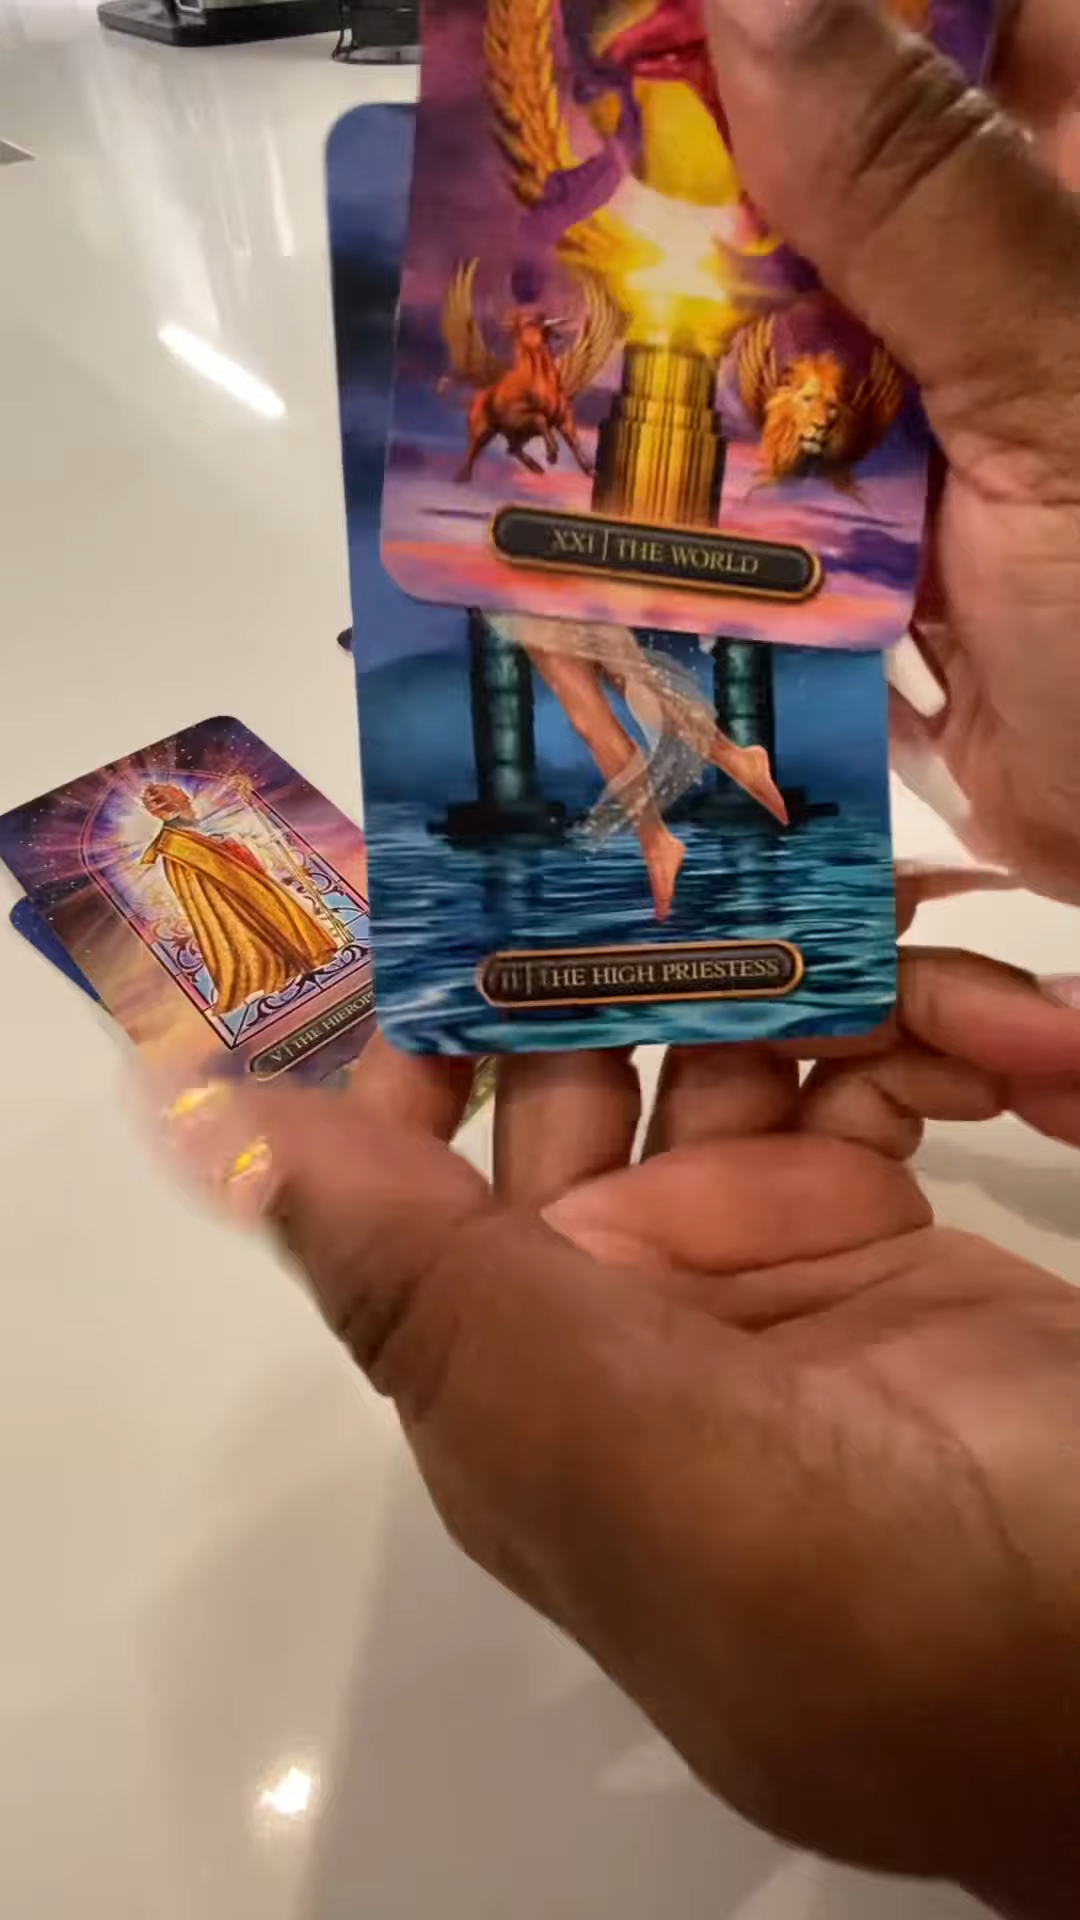 XXI | THE WORLD
II | THE HIGH PRIESTESS
V | THE HIEROP